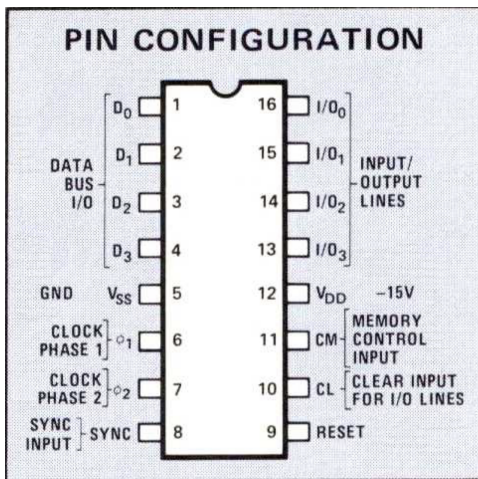 PIN CONFIGURATION
D0 1 16 I/O0
D1 2 15 I/O1
DATA BUS I/O
INPUT/ OUTPUT LINES
D2 3 14 I/O2
D3 4 13 I/O3
GND VSS 5 12 VDD –15V
CLOCK PHASE 1 ϕ1 6 11 CM MEMORY CONTROL INPUT
CLOCK PHASE 2 ϕ2 7 10 CL CLEAR INPUT FOR I/O LINES
SYNC INPUT SYNC 8 9 RESET